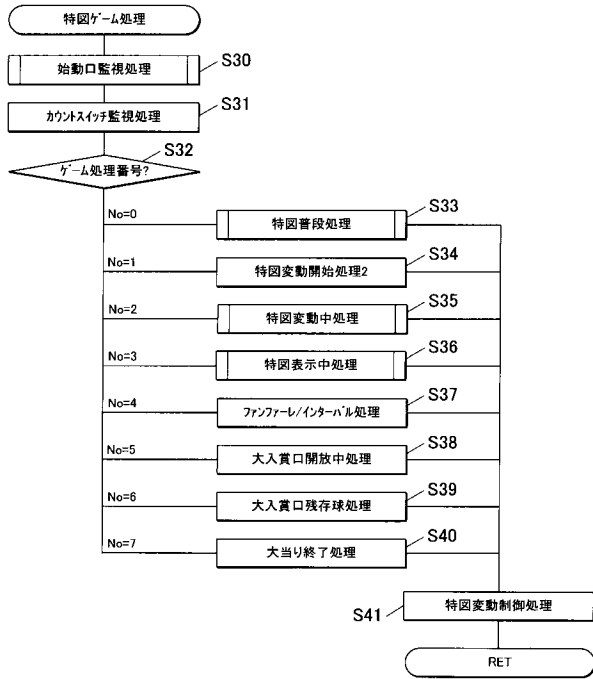 特図ｹﾞｰﾑ処理
始動口監視処理
S30
ｶｳﾝﾄｽｲｯﾁ監視処理
S31
ｹﾞｰﾑ処理番号?
S32
No=0
特図普段処理
S33
No=1
特図変動開始処理2
S34
No=2
特図変動中処理
S35
No=3
特図表示中処理
S36
No=4
ﾌｧﾝﾌｧｰﾚ/ｲﾝﾀｰﾊﾞﾙ処理
S37
No=5
大入賞口開放中処理
S38
No=6
大入賞口残存球処理
S39
No=7
大当り終了処理
S40
特図変動制御処理
S41
RET